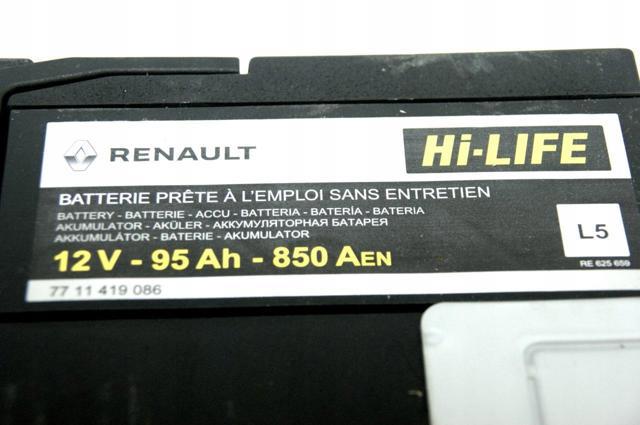 RENAULT
Hi-LIFE
BATTERIE PRÊTE À L'EMPLOI SANS ENTRETIEN
BATTERY - BATTERIE - ACCU - BATTERIA - BATERÍA - BATERIA
AKUMULATOR - AKÜLER - АККУМУЛЯТОРНАЯ БАТАРЕЯ
AKKUMULÁTOR - BATERIE - AKUMULATOR
12 V - 95 Ah - 850 AEN
L5
RE 625 659
77 11 419 086